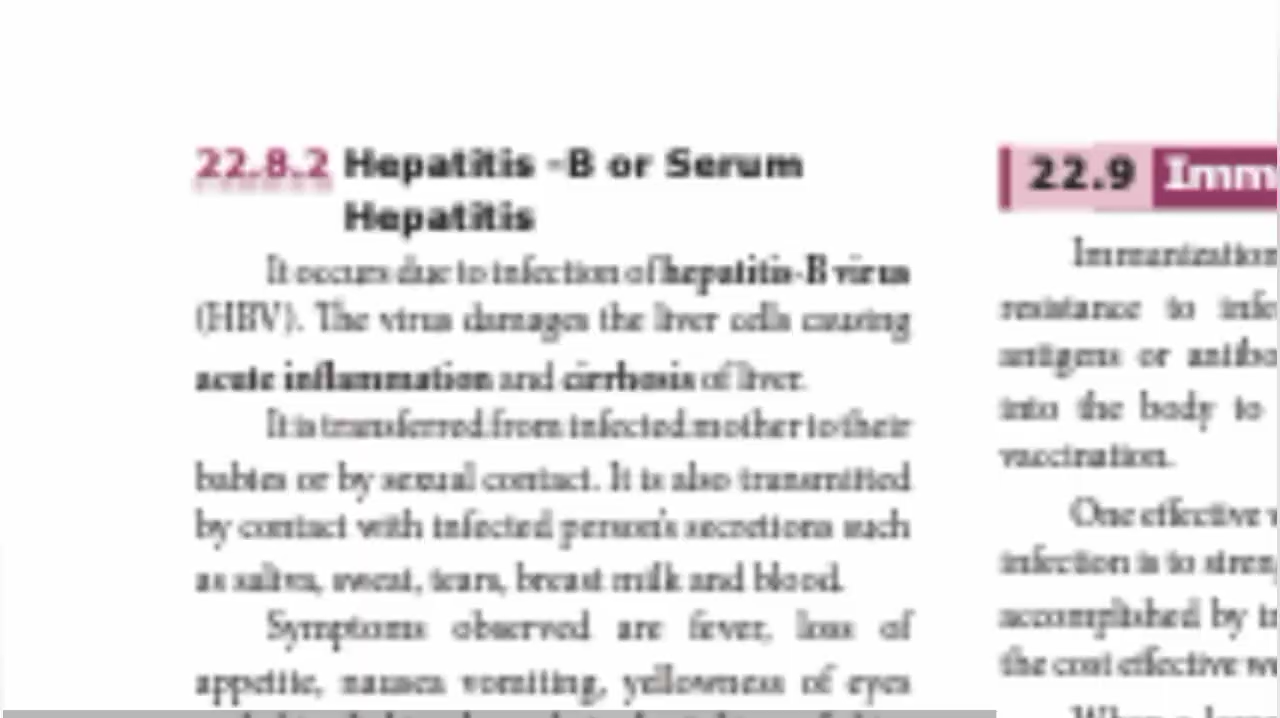 22.8.2 Hepatitis -B or Serum
Hepatitis
It occurs due to infection of hepatitis-B virus
(HBV). The virus damages the liver cells causing
acute inflammation and cirrhosis of liver.
It is transferred from infected mother to their
babies or by sexual contact. It is also transmitted
by contact with infected person's secretions such
as saliva, sweat, tears, breast milk and blood.
Symptoms observed are fever, loss of
appetite, nausea vomiting, yellowness of eyes
22.9 Imm
Immunization
resistance to infe
antigens or antibo
into the body to
vaccination.
One effective
infection is to stren
accomplished by
the cost effective